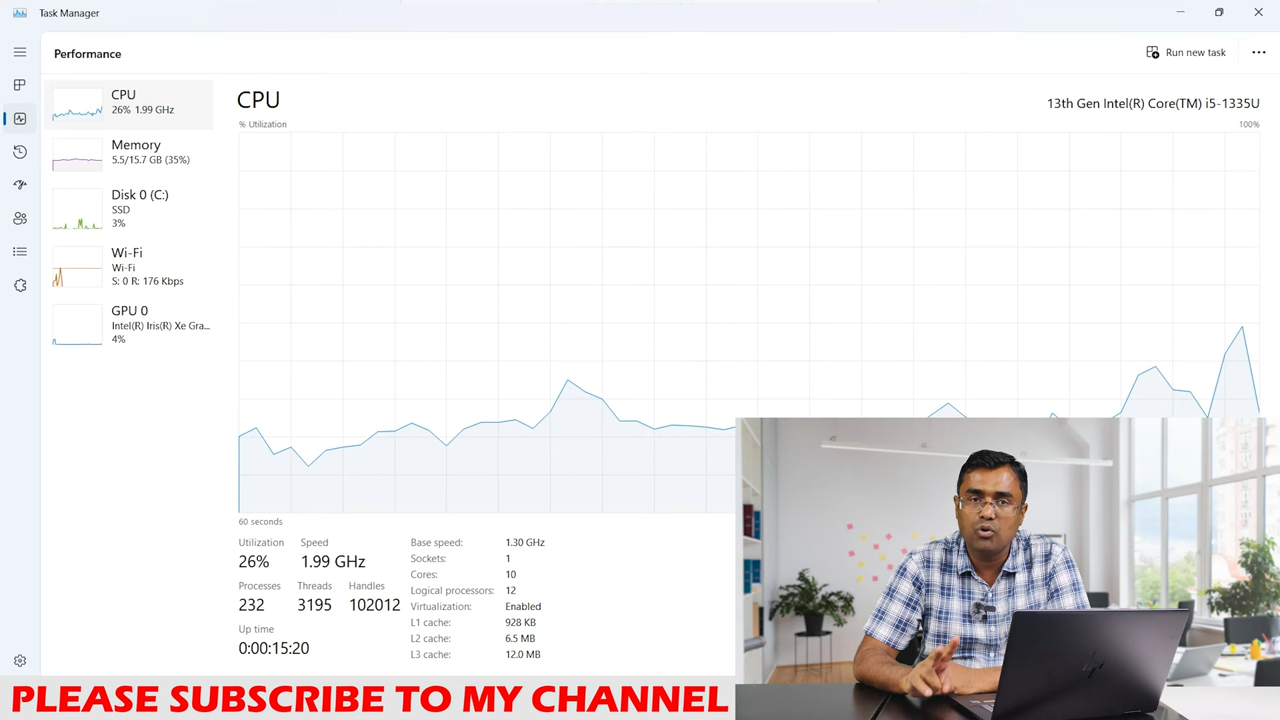 Task Manager
Performance
Run new task
CPU
26% 1.99 GHz
Memory
5.5/15.7 GB (35%)
Disk 0 (C:)
SSD
3%
Wi-Fi
Wi-Fi
S: 0 R: 176 Kbps
GPU 0
Intel(R) Iris(R) Xe Gra...
4%
CPU
13th Gen Intel(R) Core(TM) i5-1335U
% Utilization
100%
60 seconds
Utilization
26%
Speed
1.99 GHz
Processes
232
Threads
3195
Handles
102012
Up time
0:00:15:20
Base speed: 1.30 GHz
Sockets: 1
Cores: 10
Logical processors: 12
Virtualization: Enabled
L1 cache: 928 KB
L2 cache: 6.5 MB
L3 cache: 12.0 MB
PLEASE SUBSCRIBE TO MY CHANNEL